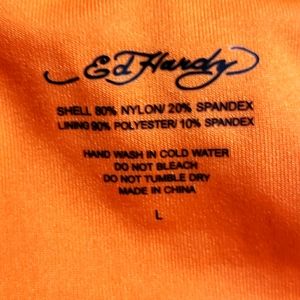 Ed Hardy
SHELL 80% NYLON/ 20% SPANDEX
LINING 90% POLYESTER/ 10% SPANDEX
HAND WASH IN COLD WATER
DO NOT BLEACH
DO NOT TUMBLE DRY
MADE IN CHINA
L